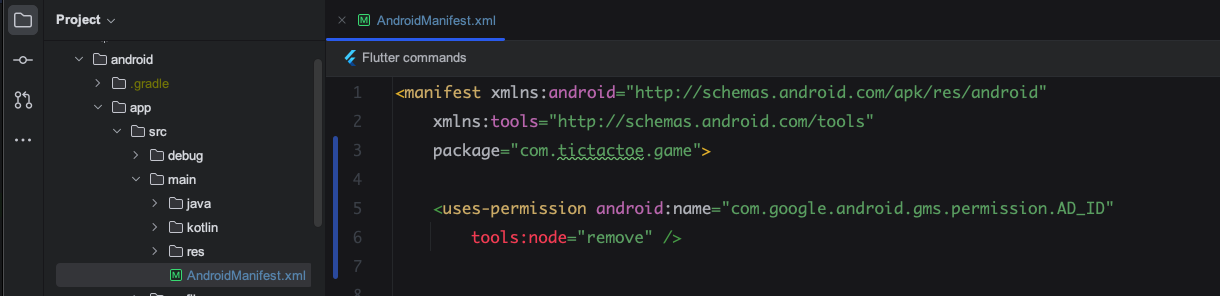 Project
AndroidManifest.xml
android
.gradle
app
src
debug
main
java
kotlin
res
AndroidManifest.xml
Flutter commands
1 <manifest xmlns:android="http://schemas.android.com/apk/res/android"
2 xmlns:tools="http://schemas.android.com/tools"
3 package="com.tictactoe.game">
4
5 <uses-permission android:name="com.google.android.gms.permission.AD_ID"
6 tools:node="remove" />
7